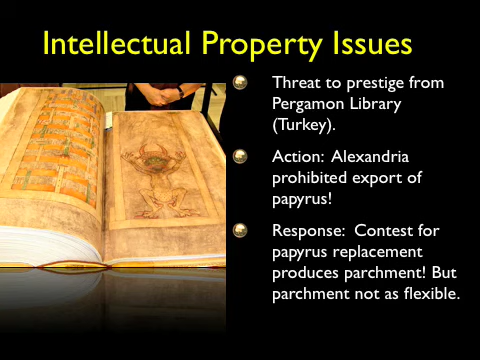 Intellectual Property Issues
Threat to prestige from
Pergamon Library
(Turkey).
Action: Alexandria
prohibited export of
papyrus!
Response: Contest for
papyrus replacement
produces parchment! But
parchment not as flexible.